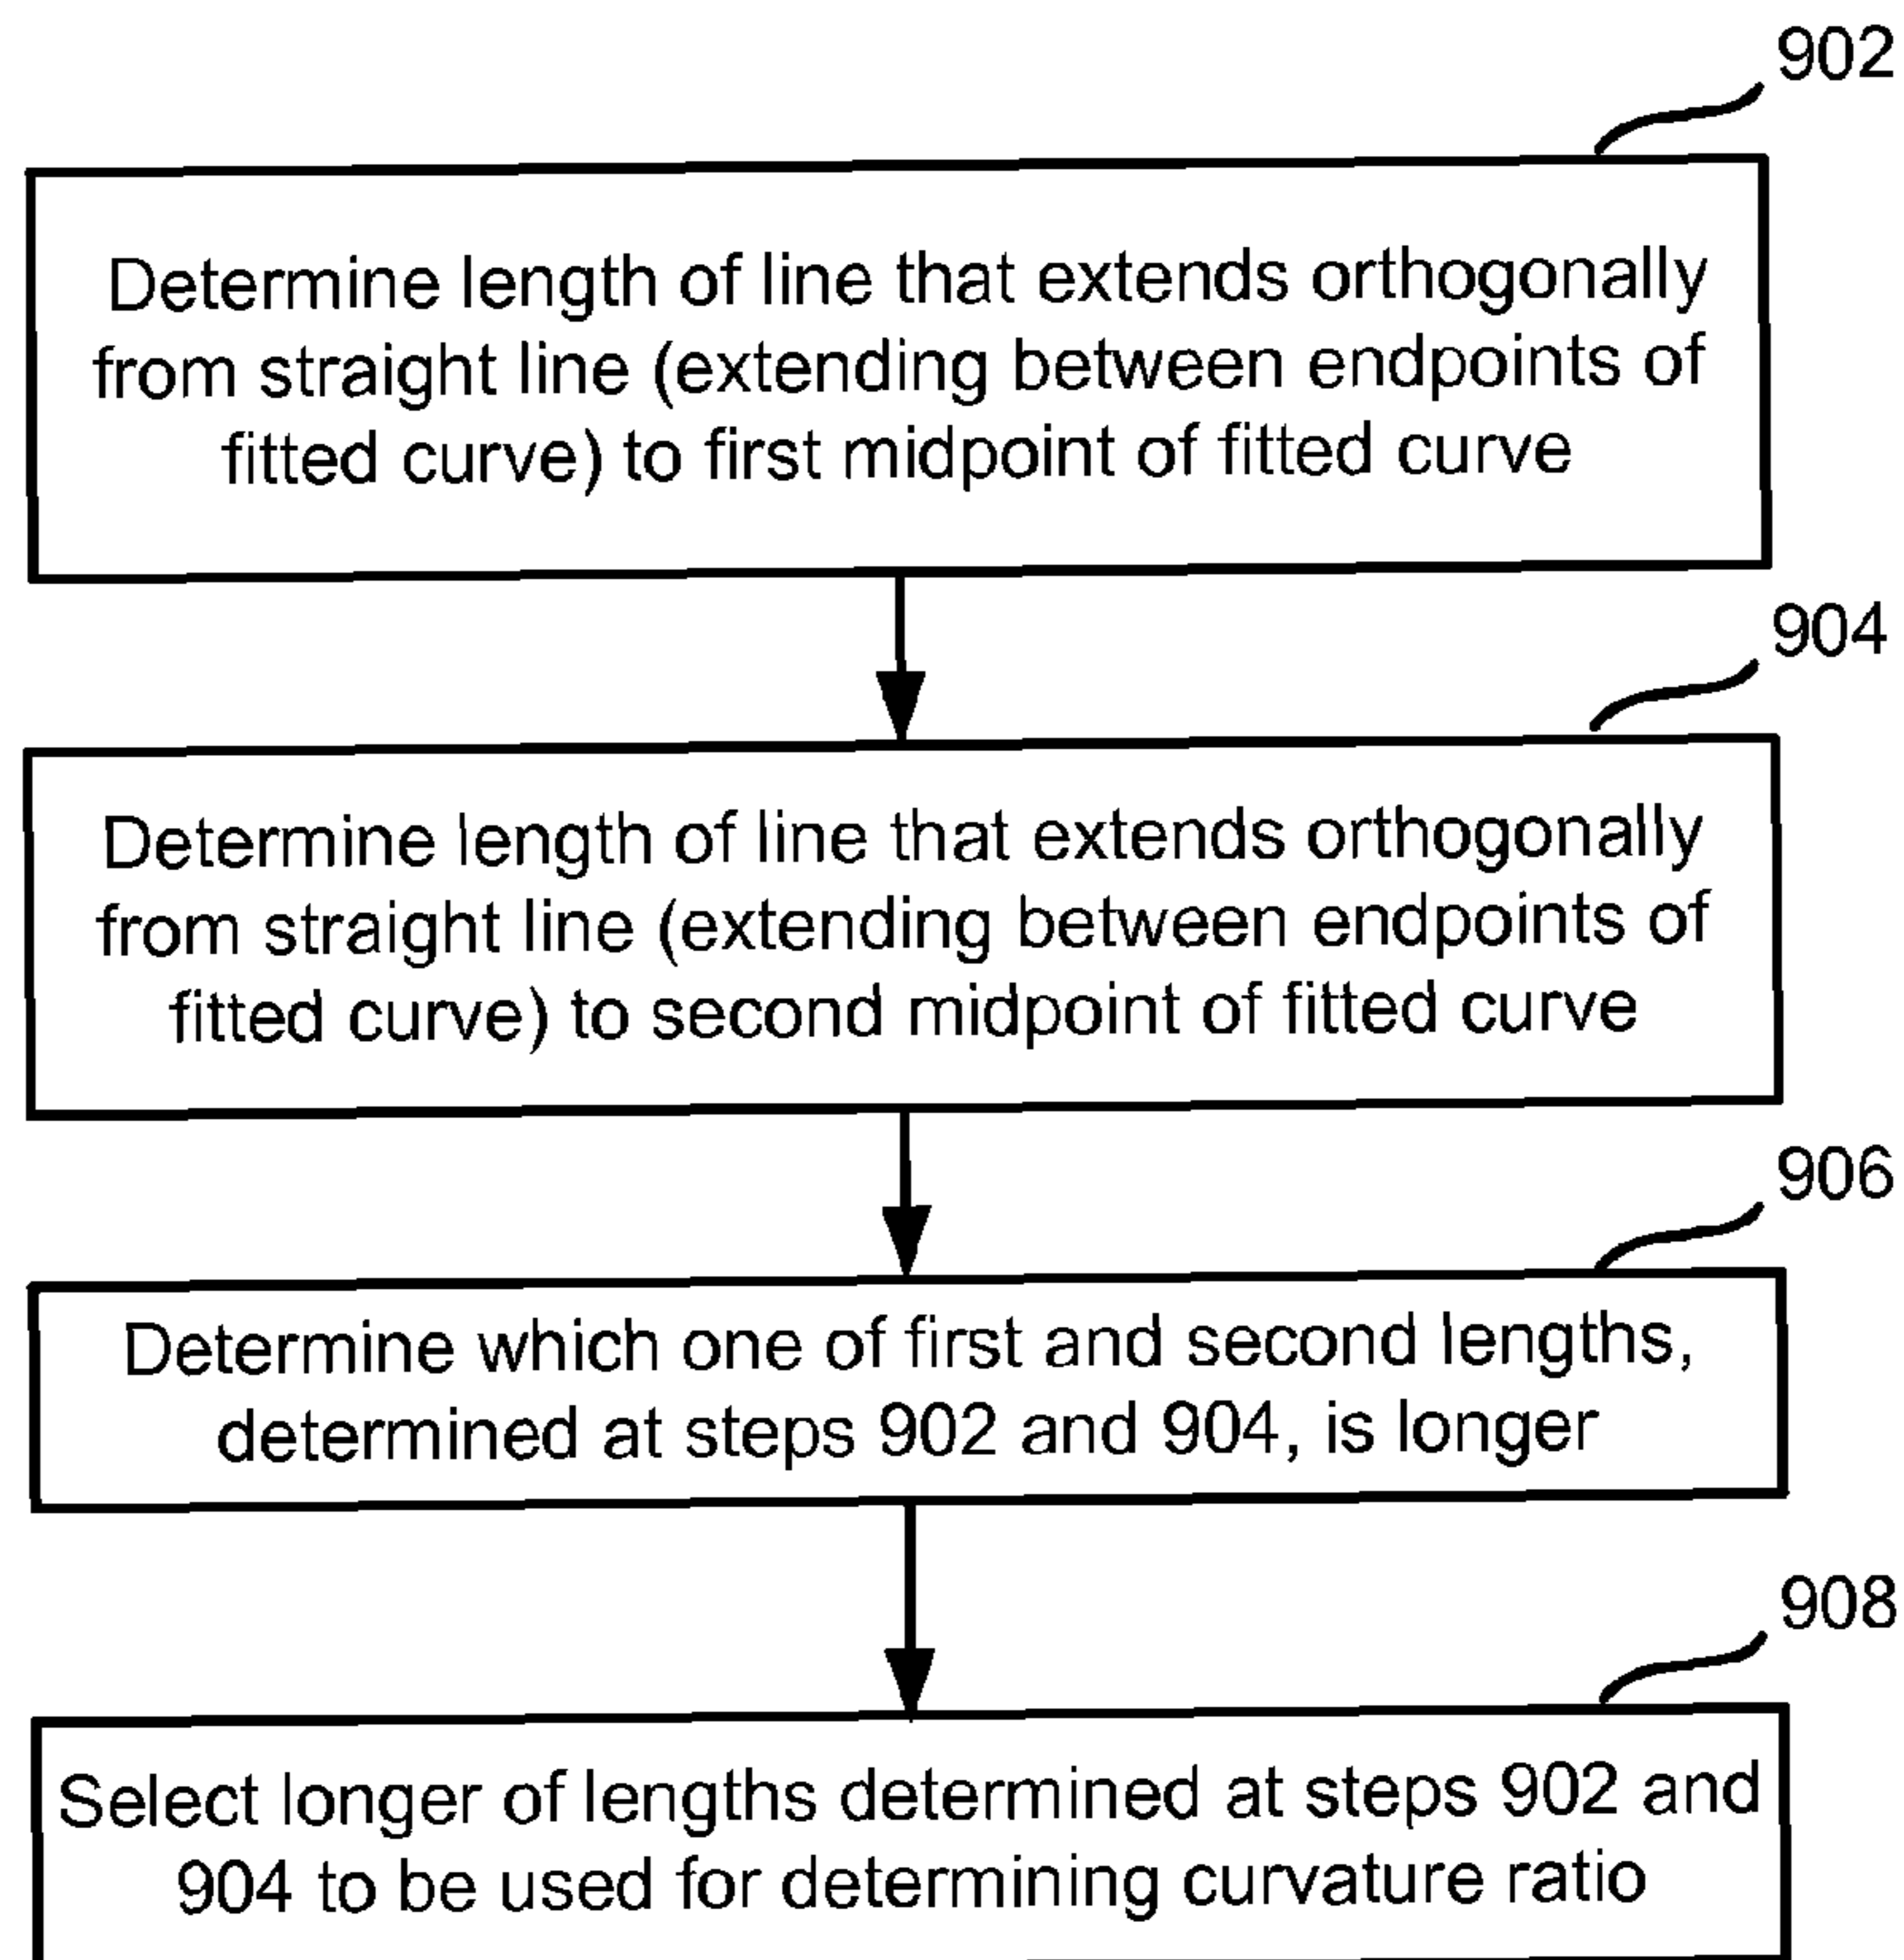 902
Determine length of line that extends orthogonally
from straight line (extending between endpoints of
fitted curve) to first midpoint of fitted curve
904
Determine length of line that extends orthogonally
from straight line (extending between endpoints of
fitted curve) to second midpoint of fitted curve
906
Determine which one of first and second lengths,
determined at steps 902 and 904, is longer
908
Select longer of lengths determined at steps 902 and
904 to be used for determining curvature ratio